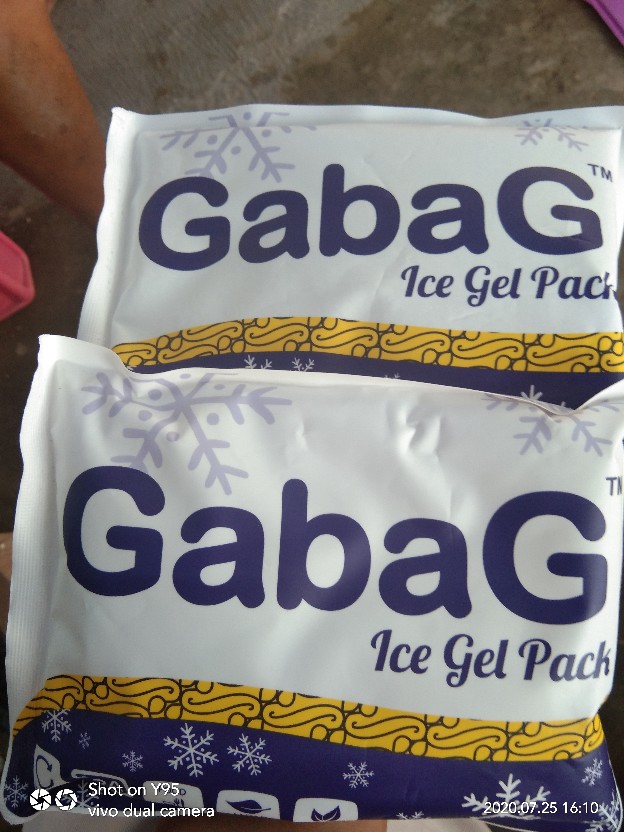 GabaG™
Ice Gel Pack
GabaG™
Ice Gel Pack
Shot on Y95
vivo dual camera
2020.07.25 16:10